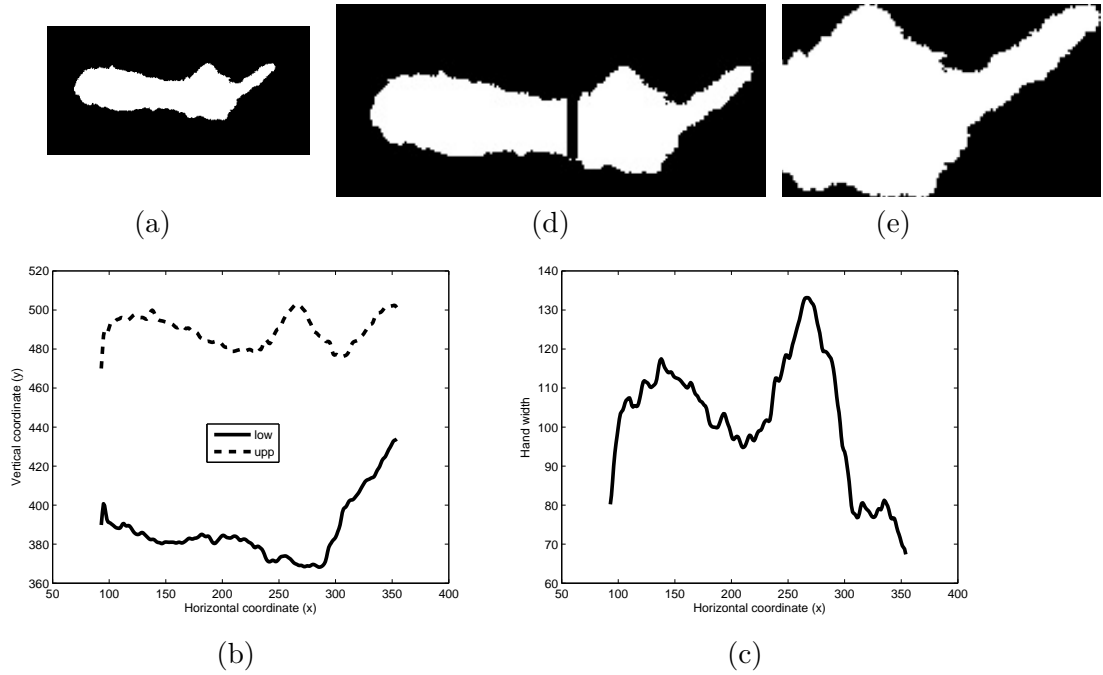 (a) (d) (e)
520
500
480
460
440
420
400
380
360
50 100 150 200 250 300 350 400
Vertical coordinate (y)
Horizontal coordinate (x)
low
upp
(b)
140
130
120
110
100
90
80
70
60
50 100 150 200 250 300 350 400
Hand width
Horizontal coordinate (x)
(c)